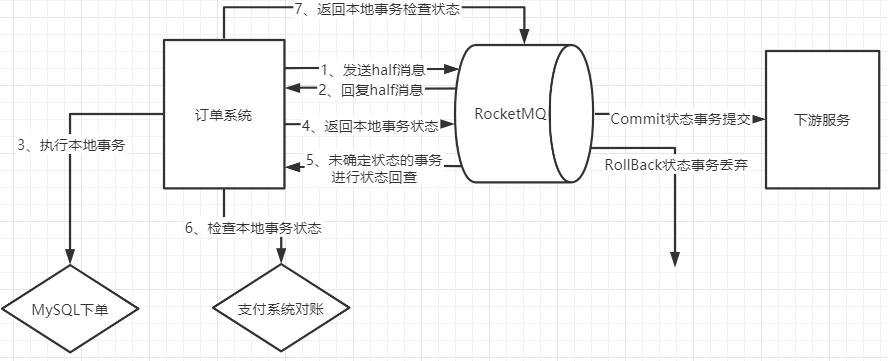 7、返回本地事务检查状态
1、发送half消息
2、回复half消息
订单系统
RocketMQ
Commit状态事务提交
下游服务
4、返回本地事务状态
3、执行本地事务
5、未确定状态的事务
进行状态回查
RollBack状态事务丢弃
6、检查本地事务状态
MySQL下单
支付系统对账